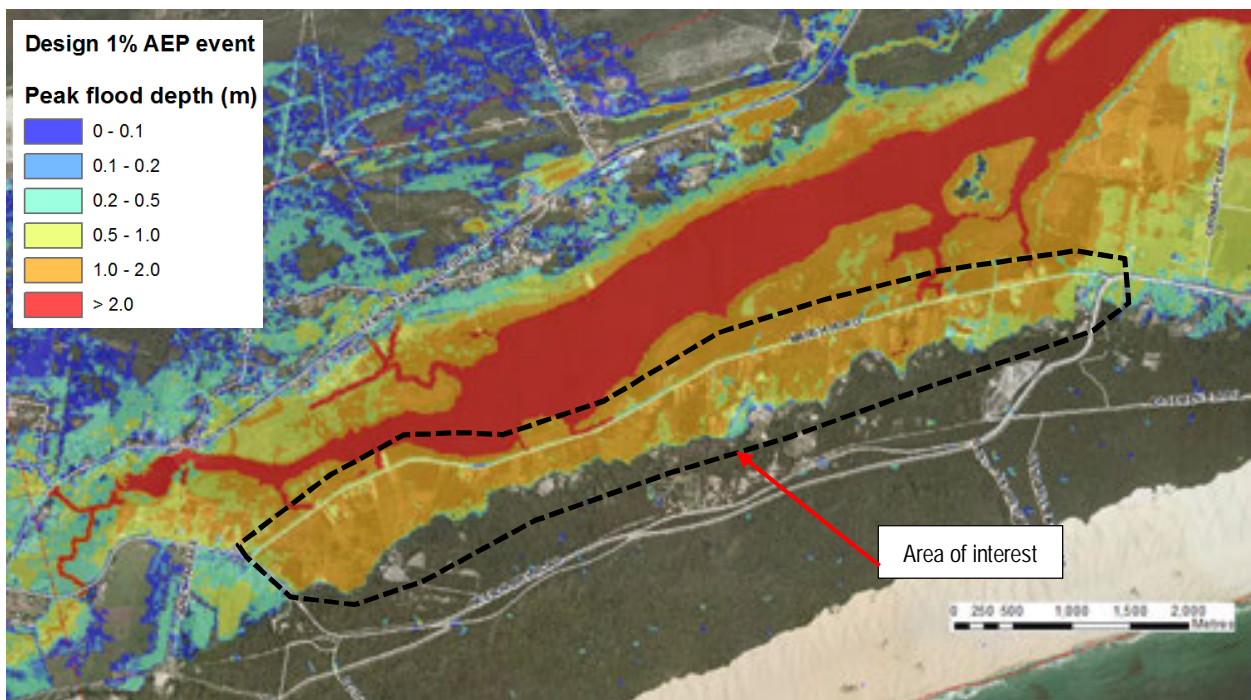 Design 1% AEP event
Peak flood depth (m)
0 - 0.1
0.1 - 0.2
0.2 - 0.5
0.5 - 1.0
1.0 - 2.0
> 2.0
Area of interest
0 250 500 1,000 1,500 2,000
Metres